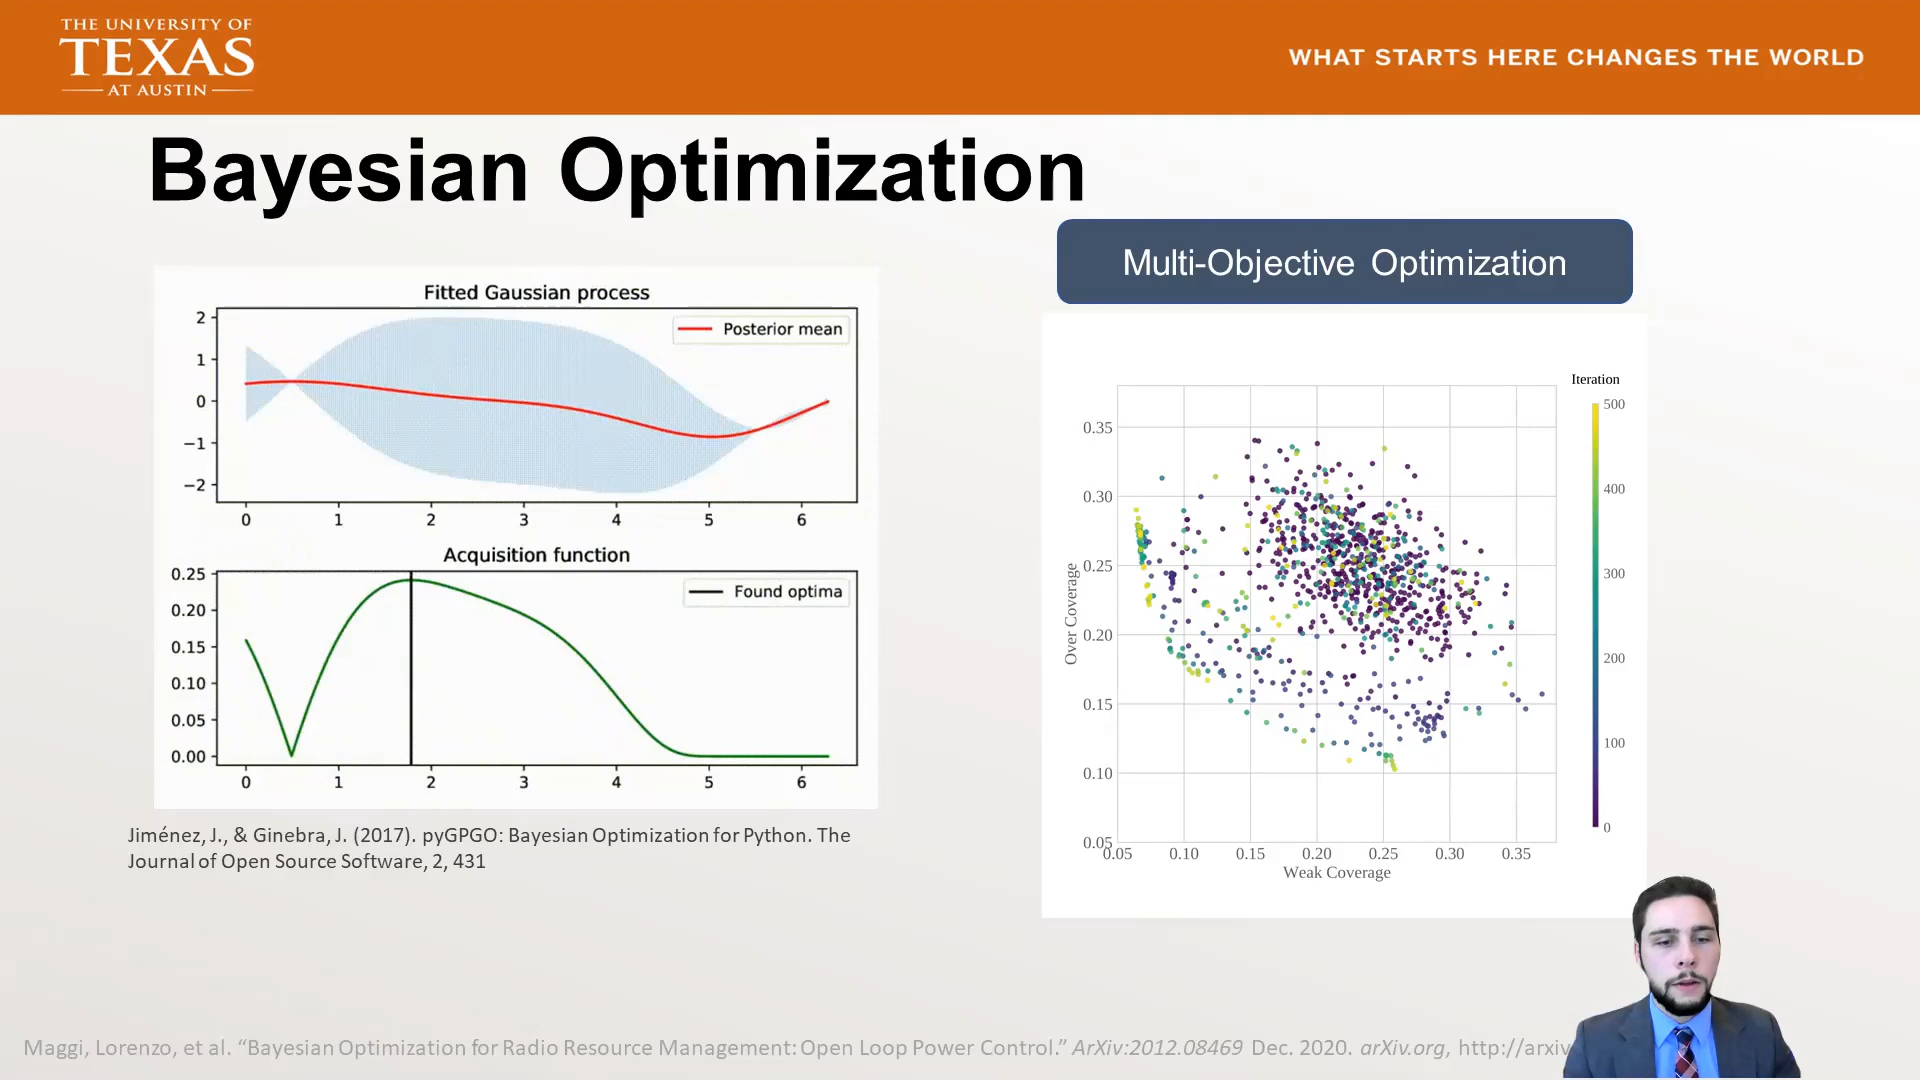 THE UNIVERSITY OF
TEXAS
AT AUSTIN
WHAT STARTS HERE CHANGES THE WORLD
Bayesian Optimization
Multi-Objective Optimization
Fitted Gaussian process
Posterior mean
2
1
0
−1
−2
0 1 2 3 4 5 6
Acquisition function
Found optima
0.25
0.20
0.15
0.10
0.05
0.00
0 1 2 3 4 5 6
Jiménez, J., & Ginebra, J. (2017). pyGPGO: Bayesian Optimization for Python. The
Journal of Open Source Software, 2, 431
Iteration
500
400
300
200
100
0
Over Coverage
0.35
0.30
0.25
0.20
0.15
0.10
0.05
0.05 0.10 0.15 0.20 0.25 0.30 0.35
Weak Coverage
Maggi, Lorenzo, et al. “Bayesian Optimization for Radio Resource Management: Open Loop Power Control.” ArXiv:2012.08469 Dec. 2020. arXiv.org, http://arxiv